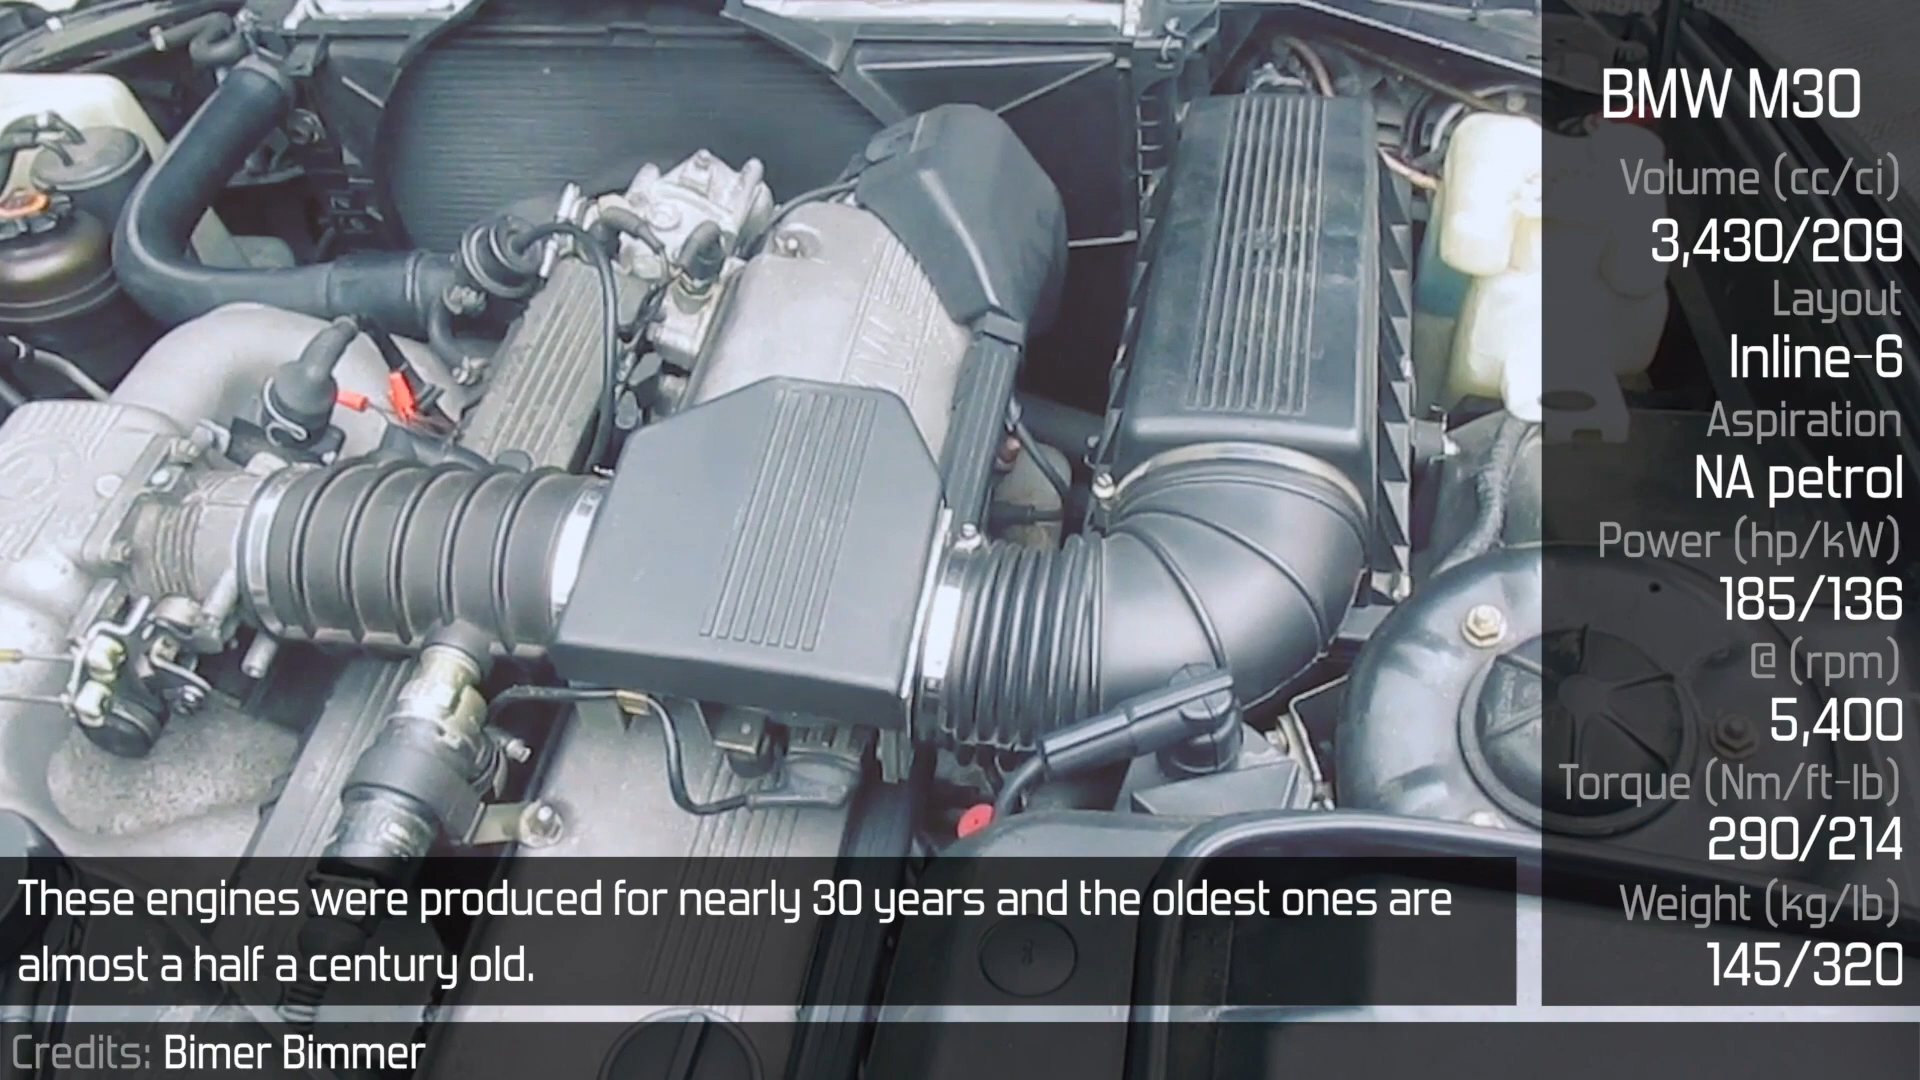 BMW M30
Volume (cc/ci)
3,430/209
Layout
Inline-6
Aspiration
NA petrol
Power (hp/kW)
185/136
@ (rpm)
5,400
Torque (Nm/ft-lb)
290/214
Weight (kg/lb)
145/320
These engines were produced for nearly 30 years and the oldest ones are
almost a half a century old.
Credits: Bimer Bimmer